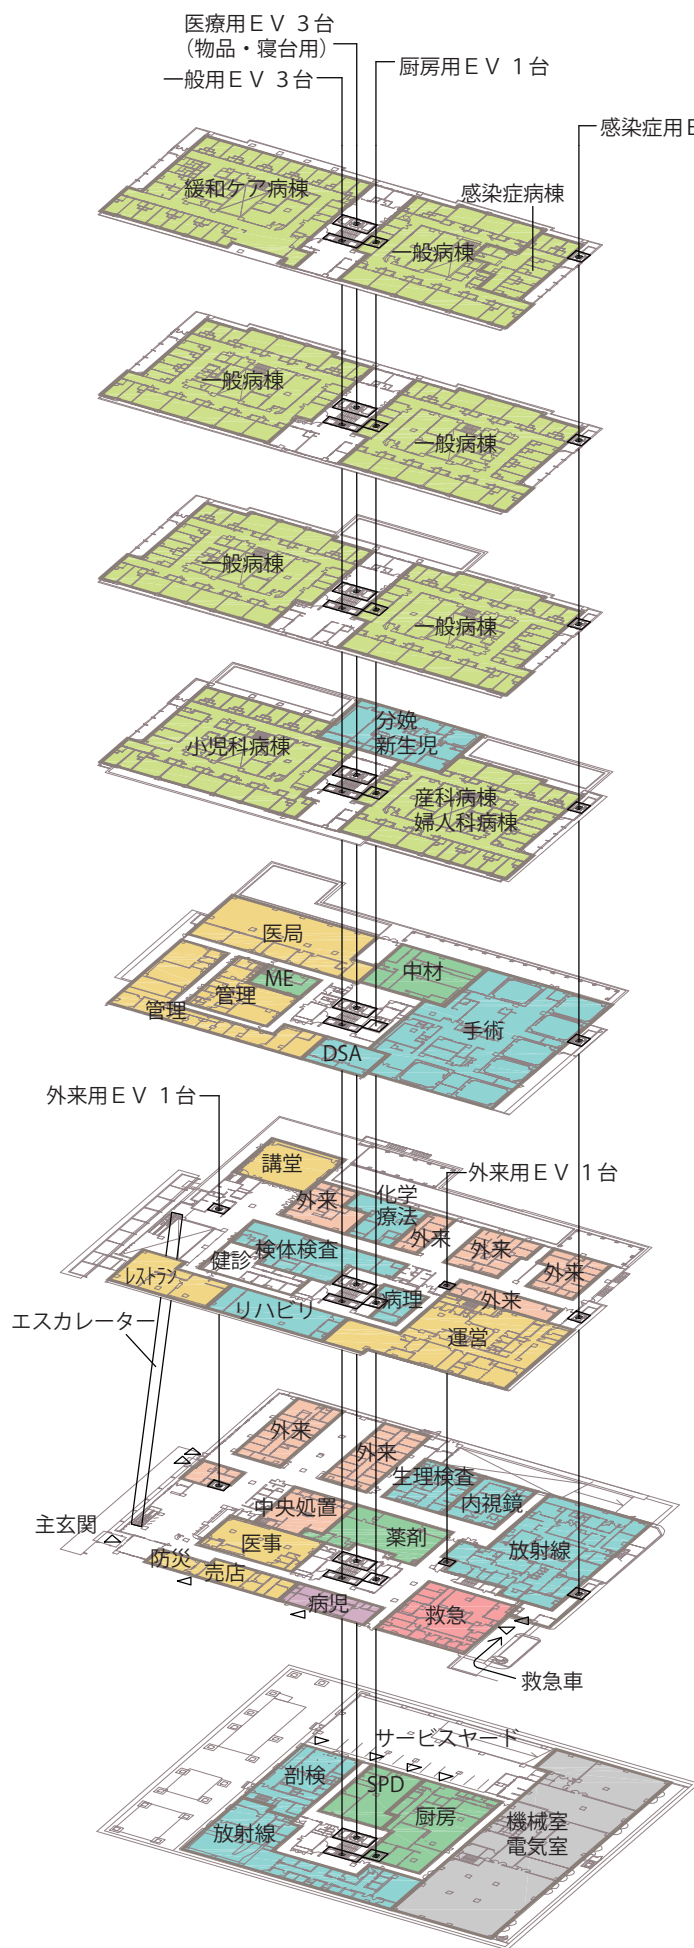 医療用ＥＶ 3台
（物品・寝台用）
一般用ＥＶ 3台
厨房用ＥＶ 1台
感染症用E
緩和ケア病棟
感染症病棟
一般病棟
一般病棟
一般病棟
一般病棟
一般病棟
分娩
新生児
小児科病棟
産科病棟
婦人科病棟
医局
中材
ME
管理
管理
手術
DSA
外来用ＥＶ 1台
講堂
外来用ＥＶ 1台
化学
療法
外来
外来
外来
外来
検体検査
健診
レストラン
リハビリ
病理
外来
運営
エスカレーター
外来
外来
生理検査
内視鏡
中央処置
主玄関
医事
薬剤
放射線
防災
売店
病児
救急
救急車
サービスヤード
剖検
SPD
厨房
機械室
電気室
放射線